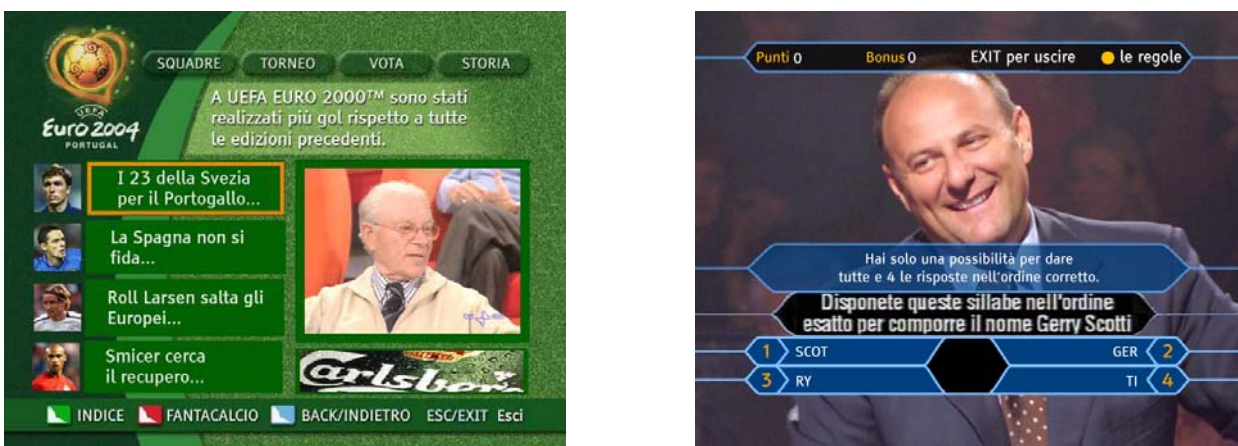 SQUADRE TORNEO VOTA STORIA
A UEFA EURO 2000™ sono stati
realizzati più gol rispetto a tutte
le edizioni precedenti.
UEFA
Euro 2004
PORTUGAL
I 23 della Svezia
per il Portogallo...
La Spagna non si
fida...
Roll Larsen salta gli
Europei...
Smicer cerca
il recupero...
Carlsberg
INDICE FANTACALCIO BACK/INDIETRO ESC/EXIT Esci
Punti 0 Bonus 0 EXIT per uscire le regole
Hai solo una possibilità per dare
tutte e 4 le risposte nell'ordine corretto.
Disponete queste sillabe nell'ordine
esatto per comporre il nome Gerry Scotti
1 SCOT GER 2
3 RY TI 4